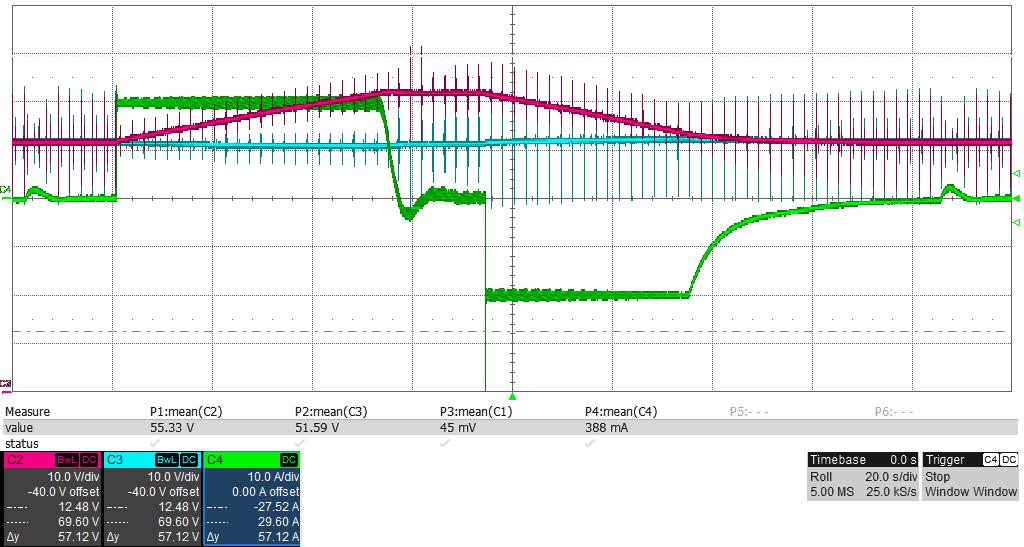 C4
Measure P1:mean(C2) P2:mean(C3) P3:mean(C1) P4:mean(C4) P5:- - - P6:- - -
value 55.33 V 51.59 V 45 mV 388 mA
status
C2 BwL DC C3 BwL DC C4 DC
10.0 V/div 10.0 V/div 10.0 A/div
-40.0 V offset -40.0 V offset 0.00 A offset
12.48 V 12.48 V -27.52 A
69.60 V 69.60 V 29.60 A
Δy 57.12 V Δy 57.12 V Δy 57.12 A
Timebase 0.0 s Trigger C4 DC
Roll 20.0 s/div Stop
5.00 MS 25.0 kS/s Window Window